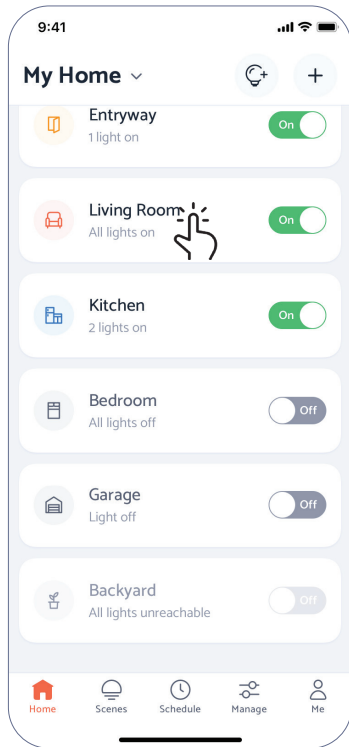 9:41
My Home
Entryway
1 light on
On
Living Room
All lights on
On
Kitchen
2 lights on
On
Bedroom
All lights off
Off
Garage
Light off
Off
Backyard
All lights unreachable
Off
Home Scenes Schedule Manage Me